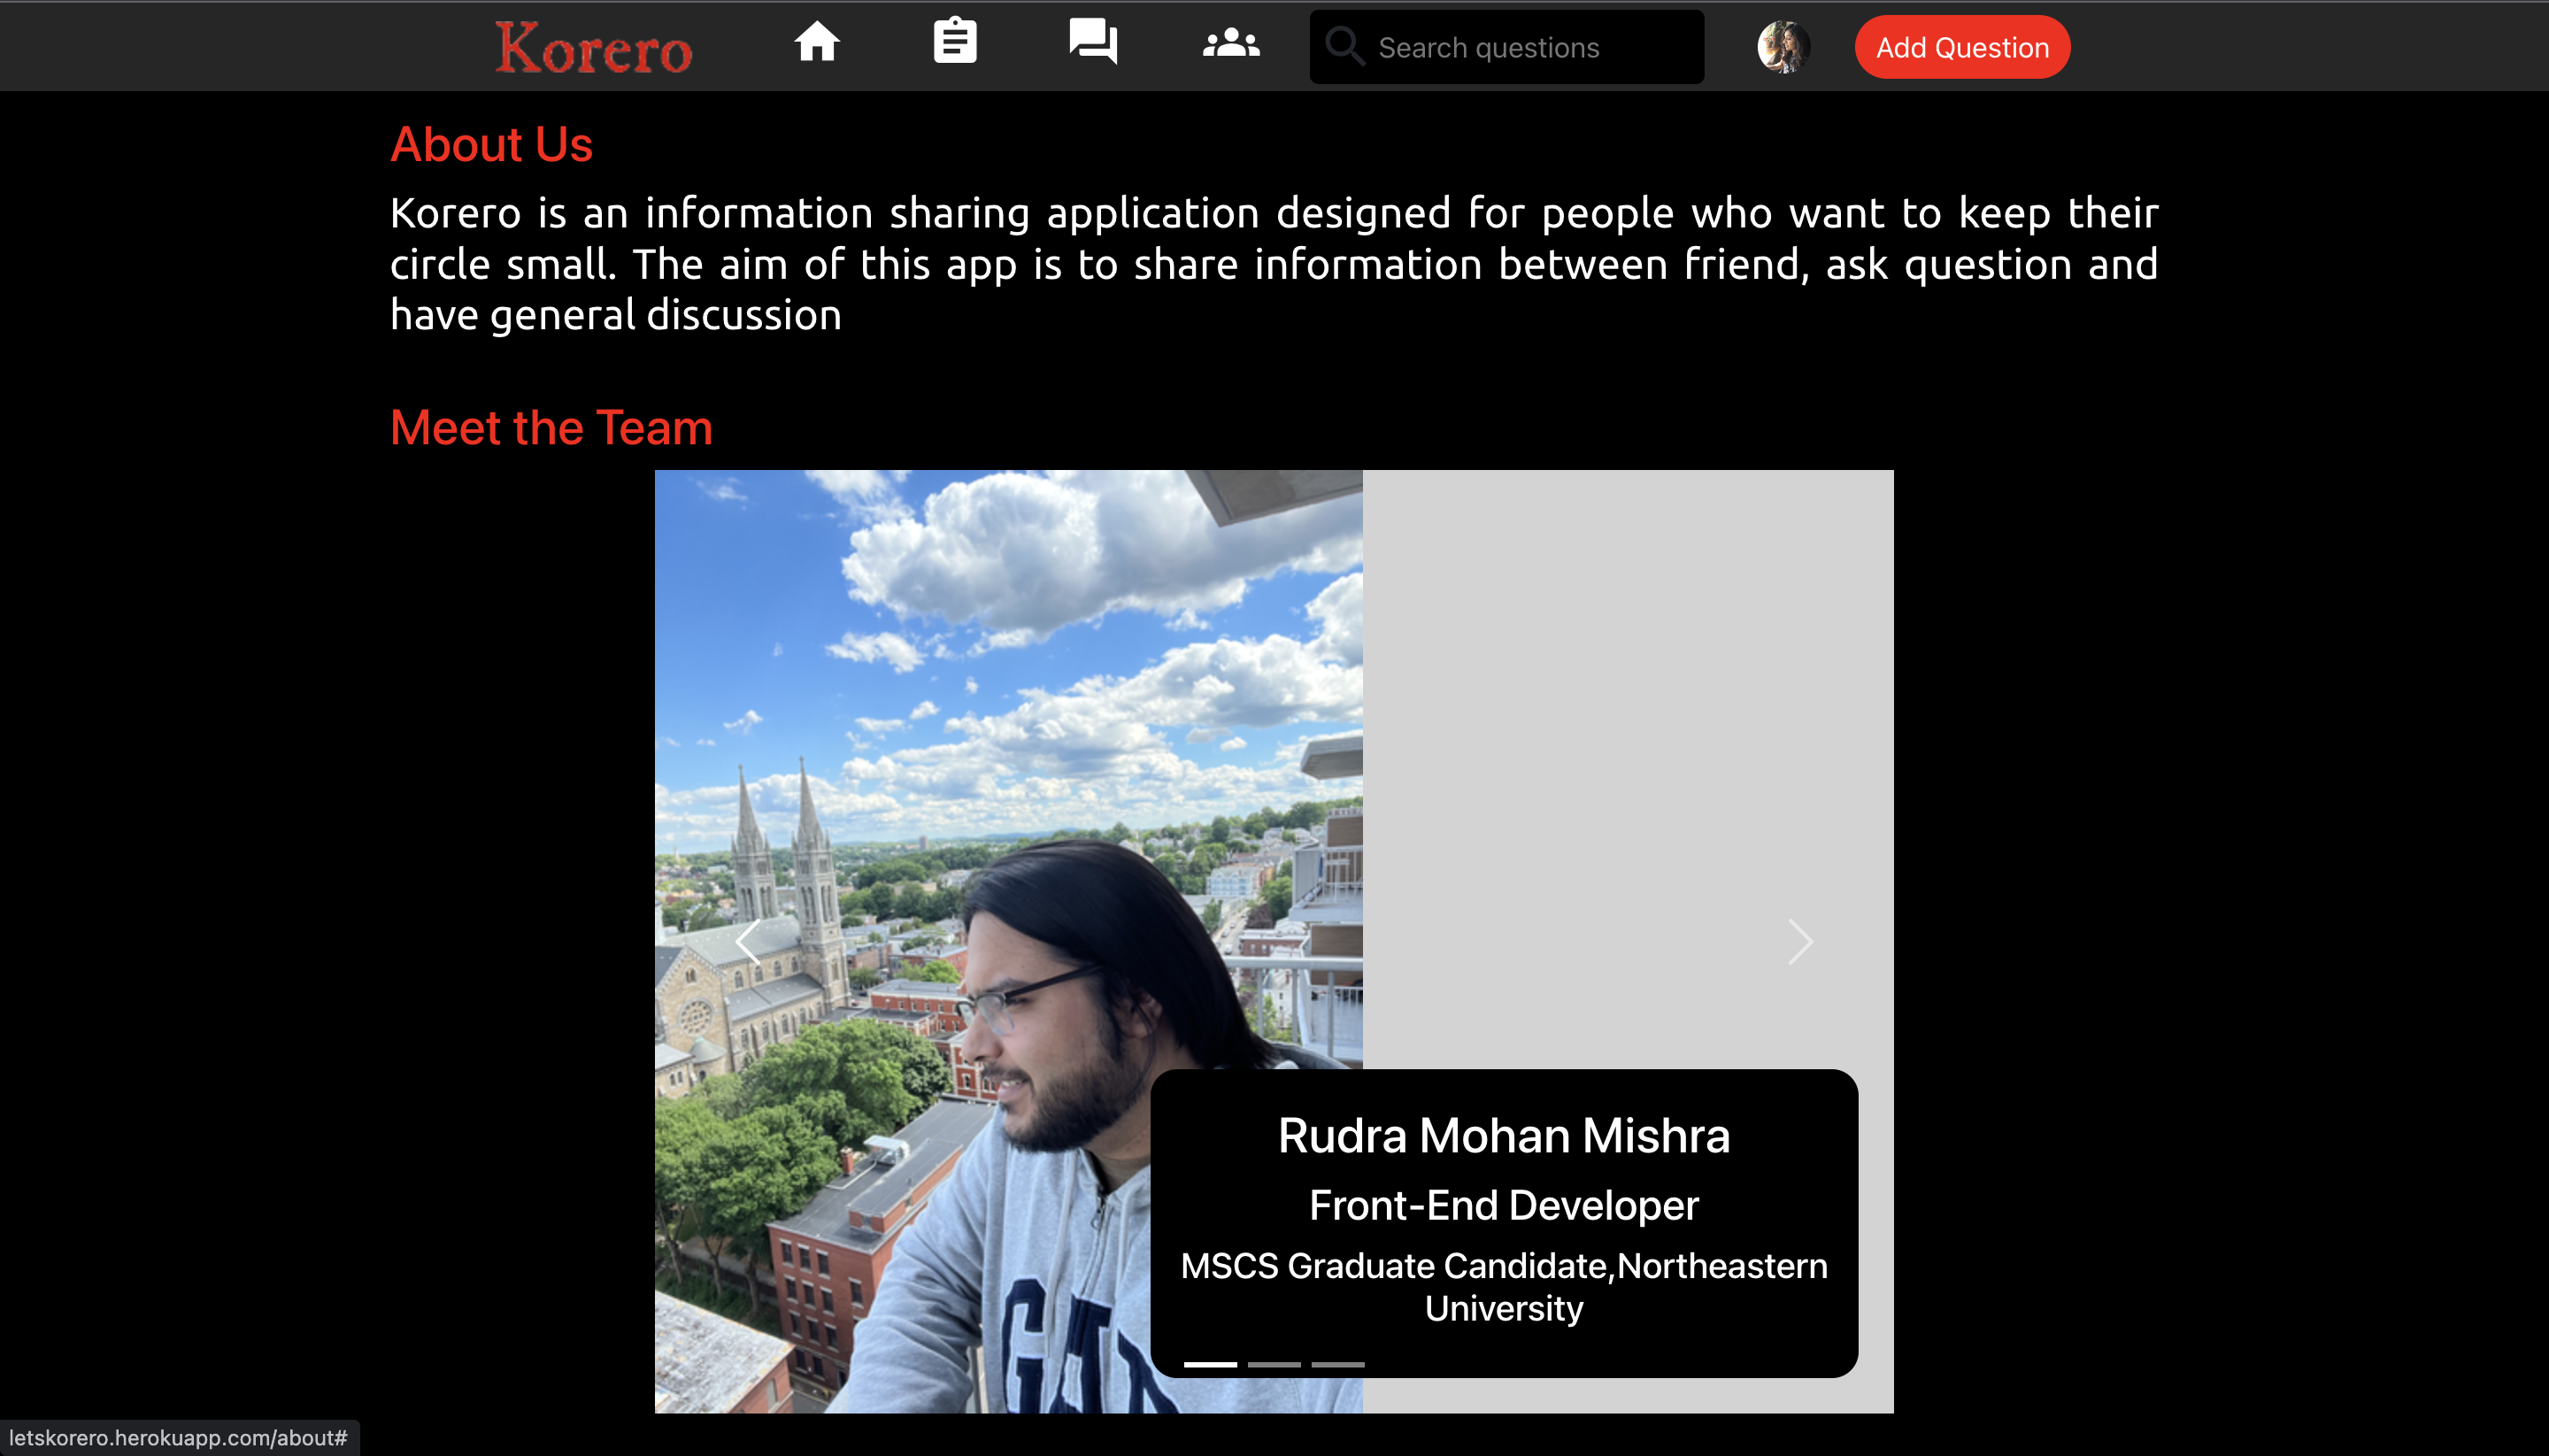 Korero
Search questions
Add Question
About Us
Korero is an information sharing application designed for people who want to keep their
circle small. The aim of this app is to share information between friend, ask question and
have general discussion
Meet the Team
Rudra Mohan Mishra
Front-End Developer
MSCS Graduate Candidate,Northeastern
University
letskorero.herokuapp.com/about#